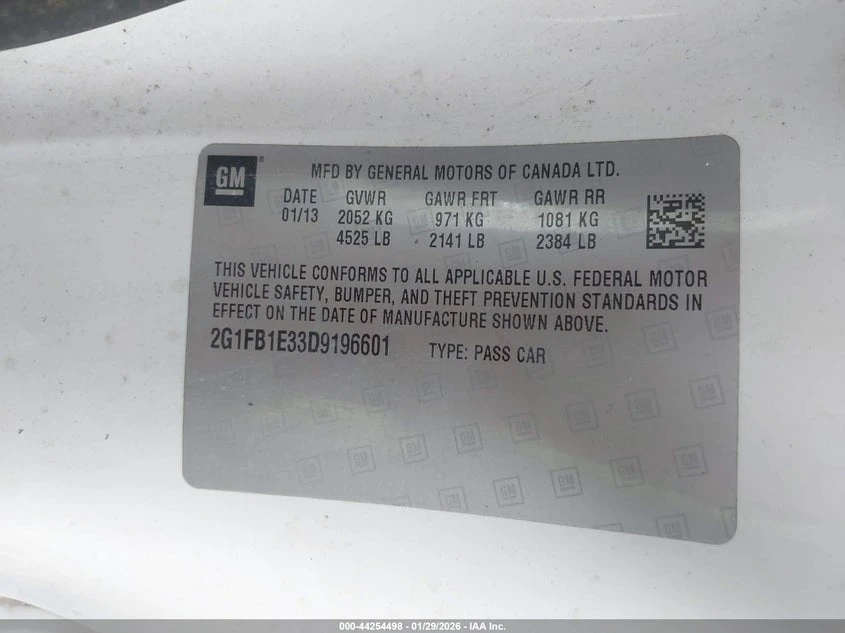 GM
MFD BY GENERAL MOTORS OF CANADA LTD.
DATE GVWR GAWR FRT GAWR RR
01/13 2052 KG 971 KG 1081 KG
4525 LB 2141 LB 2384 LB
THIS VEHICLE CONFORMS TO ALL APPLICABLE U.S. FEDERAL MOTOR
VEHICLE SAFETY, BUMPER, AND THEFT PREVENTION STANDARDS IN
EFFECT ON THE DATE OF MANUFACTURE SHOWN ABOVE.
2G1FB1E33D9196601 TYPE: PASS CAR
000-44254498 - 01/29/2026 - IAA Inc.